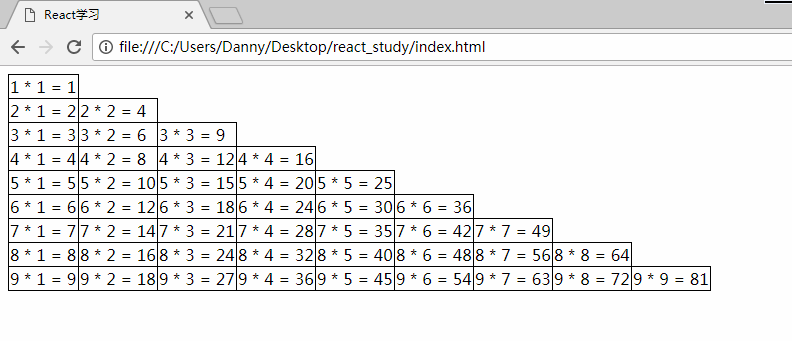 React学习
file:///C:/Users/Danny/Desktop/react_study/index.html
1 * 1 = 1
2 * 1 = 2 2 * 2 = 4
3 * 1 = 3 3 * 2 = 6 3 * 3 = 9
4 * 1 = 4 4 * 2 = 8 4 * 3 = 12 4 * 4 = 16
5 * 1 = 5 5 * 2 = 10 5 * 3 = 15 5 * 4 = 20 5 * 5 = 25
6 * 1 = 6 6 * 2 = 12 6 * 3 = 18 6 * 4 = 24 6 * 5 = 30 6 * 6 = 36
7 * 1 = 7 7 * 2 = 14 7 * 3 = 21 7 * 4 = 28 7 * 5 = 35 7 * 6 = 42 7 * 7 = 49
8 * 1 = 8 8 * 2 = 16 8 * 3 = 24 8 * 4 = 32 8 * 5 = 40 8 * 6 = 48 8 * 7 = 56 8 * 8 = 64
9 * 1 = 9 9 * 2 = 18 9 * 3 = 27 9 * 4 = 36 9 * 5 = 45 9 * 6 = 54 9 * 7 = 63 9 * 8 = 72 9 * 9 = 81